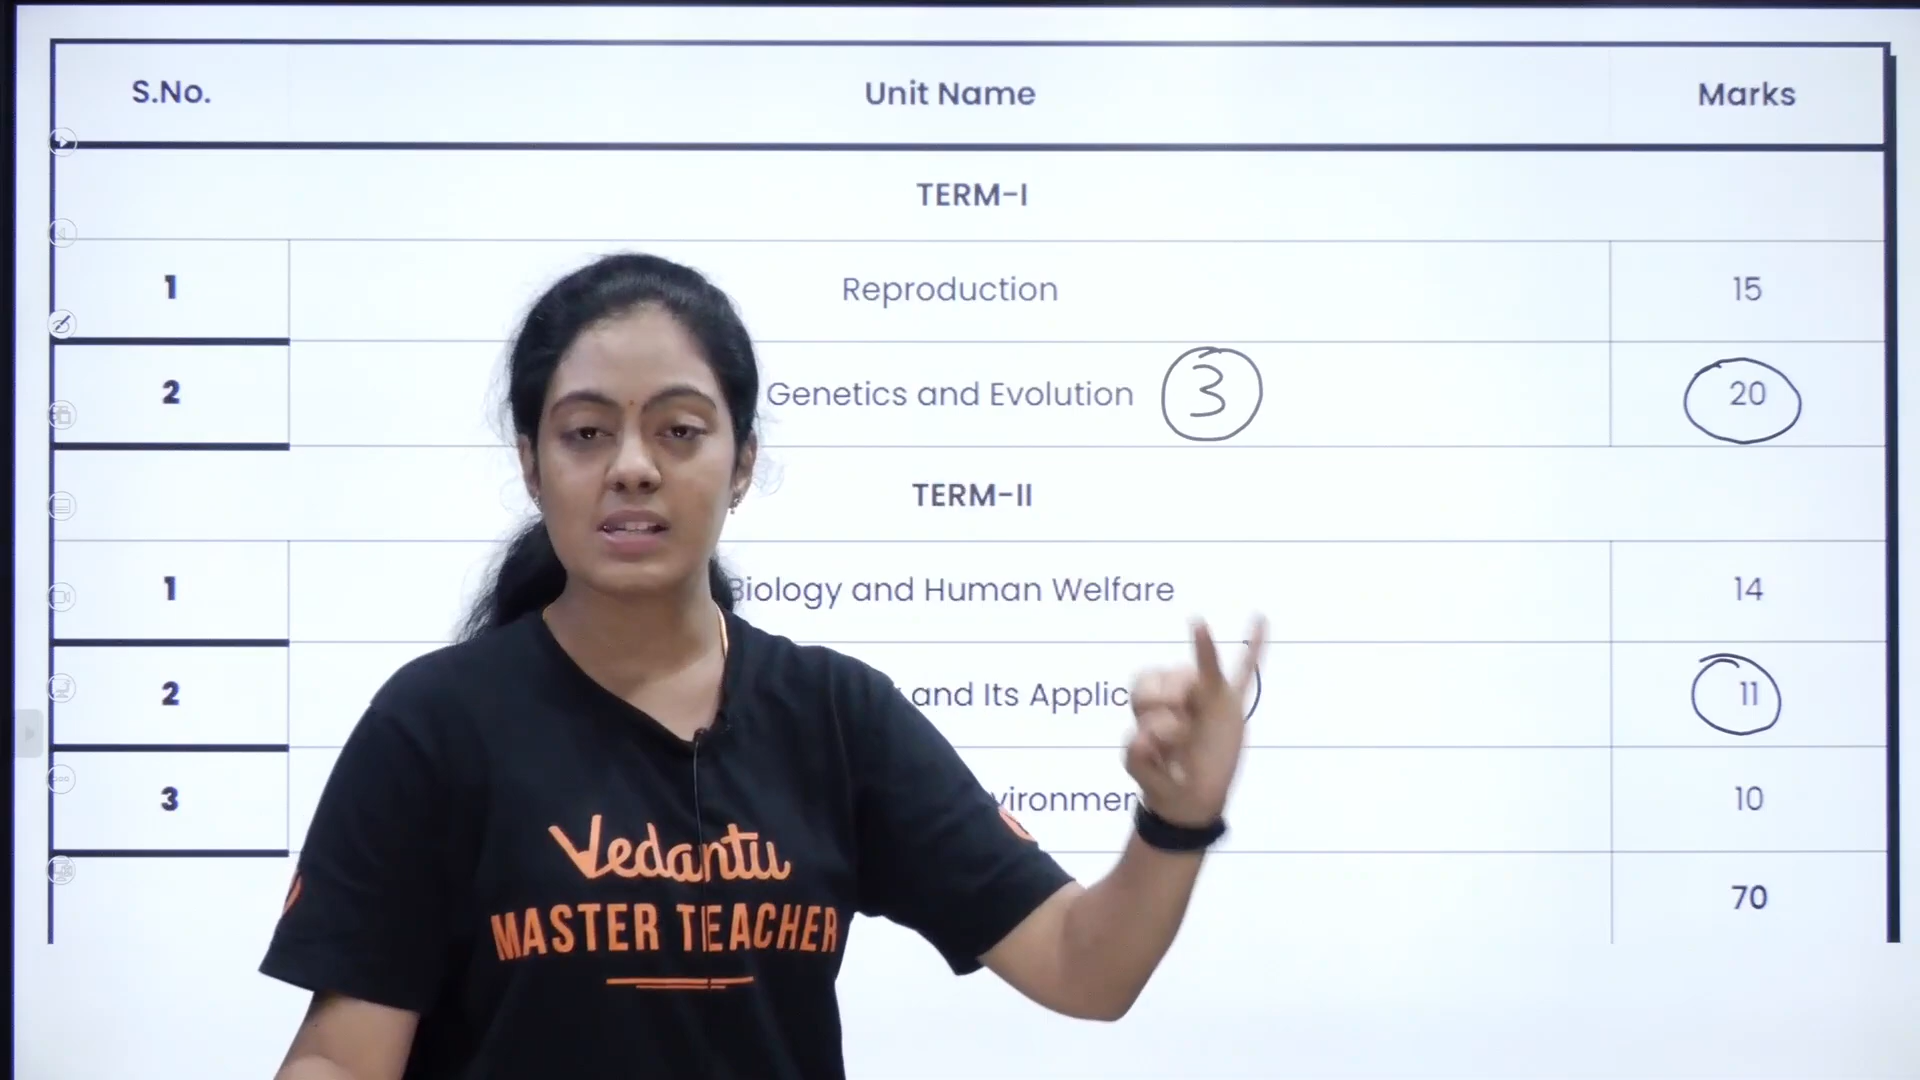 S.No. Unit Name Marks
TERM-I
1 Reproduction 15
2 Genetics and Evolution 3 20
TERM-II
1 Biology and Human Welfare 14
2 and Its Applic 11
3 vironmen 10
70
Vedantu
MASTER TEACHER